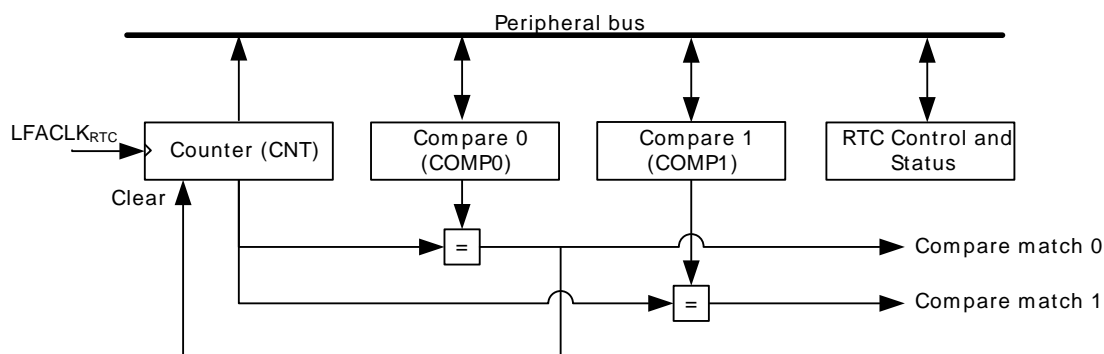 Peripheral bus
LFACLKRTC
Counter (CNT)
Compare 0
(COMP0)
Compare 1
(COMP1)
RTC Control and
Status
Clear
=
Compare match 0
=
Compare match 1